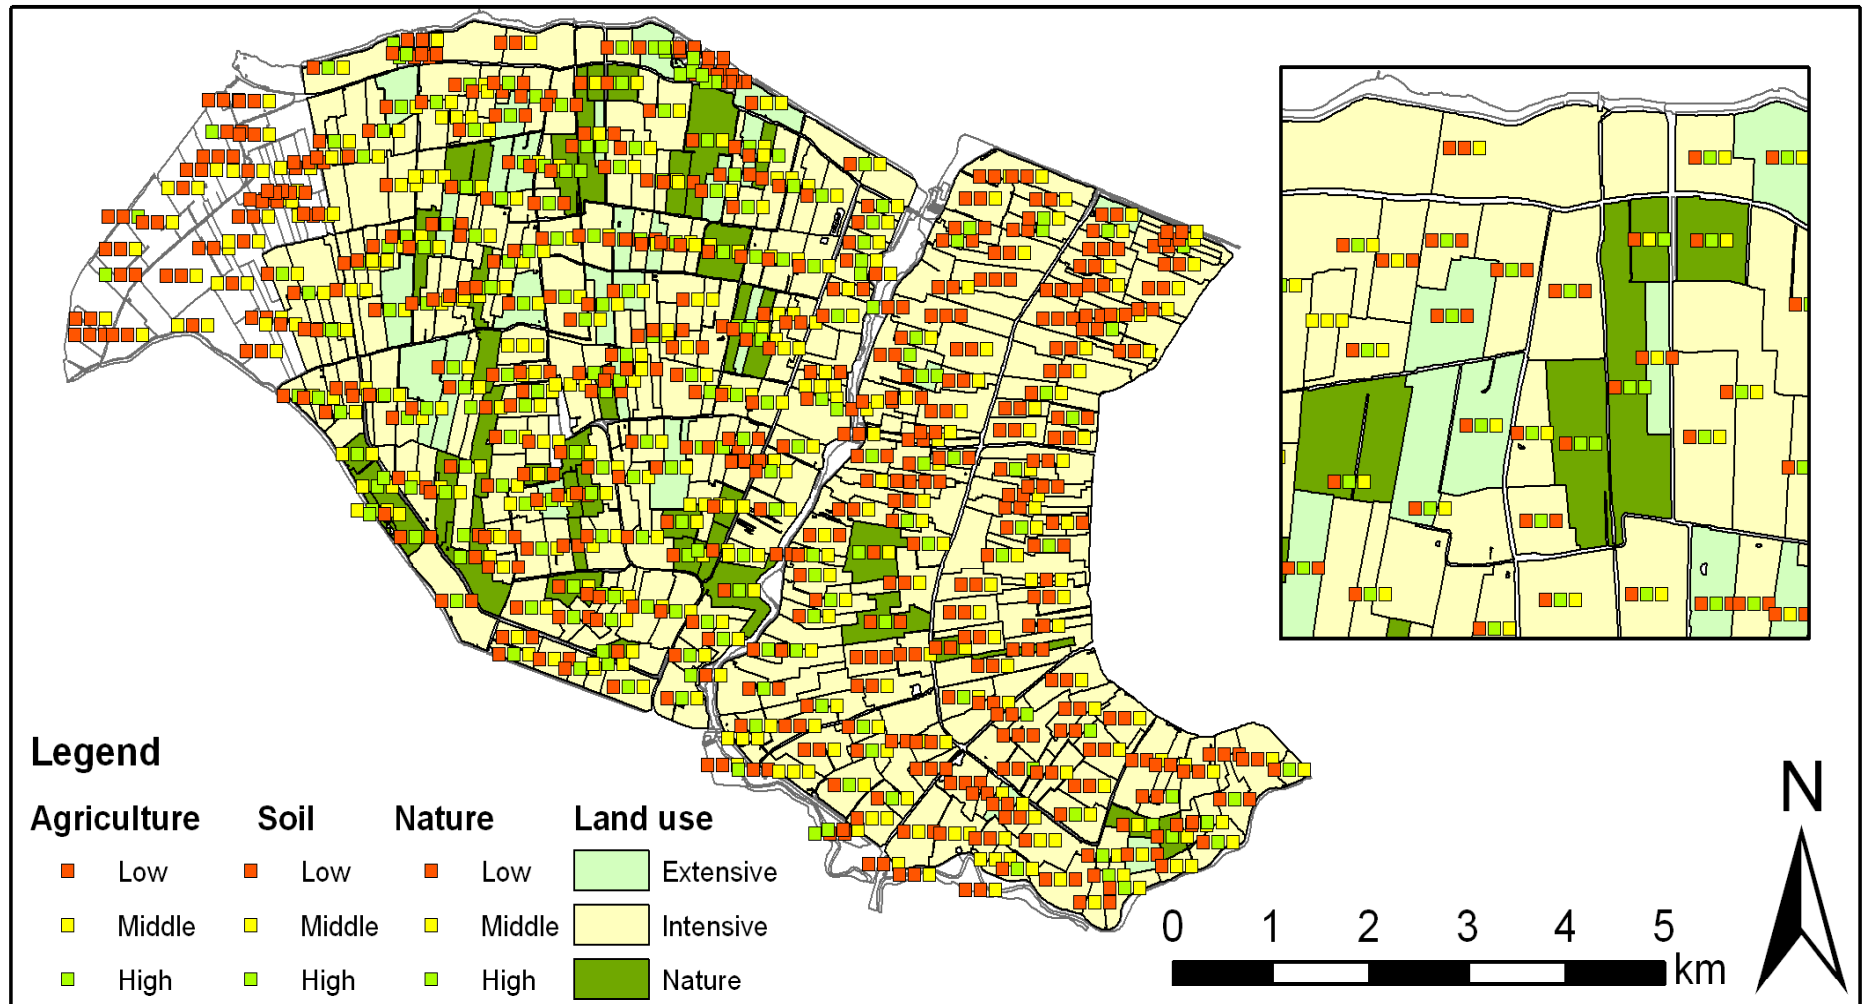 Legend
Agriculture Soil Nature Land use
Low Low Low Extensive
Middle Middle Middle Intensive
High High High Nature
N
0 1 2 3 4 5
km